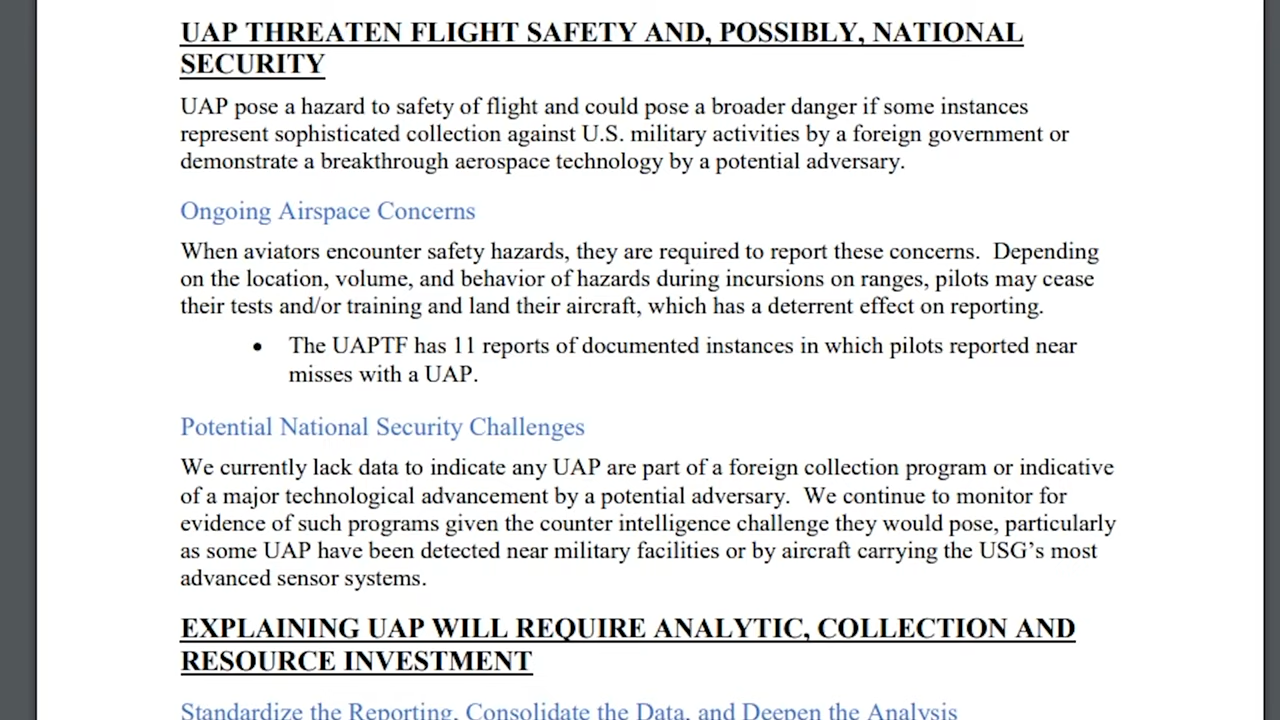 UAP THREATEN FLIGHT SAFETY AND, POSSIBLY, NATIONAL
SECURITY
UAP pose a hazard to safety of flight and could pose a broader danger if some instances
represent sophisticated collection against U.S. military activities by a foreign government or
demonstrate a breakthrough aerospace technology by a potential adversary.
Ongoing Airspace Concerns
When aviators encounter safety hazards, they are required to report these concerns.  Depending
on the location, volume, and behavior of hazards during incursions on ranges, pilots may cease
their tests and/or training and land their aircraft, which has a deterrent effect on reporting.
• The UAPTF has 11 reports of documented instances in which pilots reported near
misses with a UAP.
Potential National Security Challenges
We currently lack data to indicate any UAP are part of a foreign collection program or indicative
of a major technological advancement by a potential adversary.  We continue to monitor for
evidence of such programs given the counter intelligence challenge they would pose, particularly
as some UAP have been detected near military facilities or by aircraft carrying the USG’s most
advanced sensor systems.
EXPLAINING UAP WILL REQUIRE ANALYTIC, COLLECTION AND
RESOURCE INVESTMENT
Standardize the Reporting, Consolidate the Data, and Deepen the Analysis